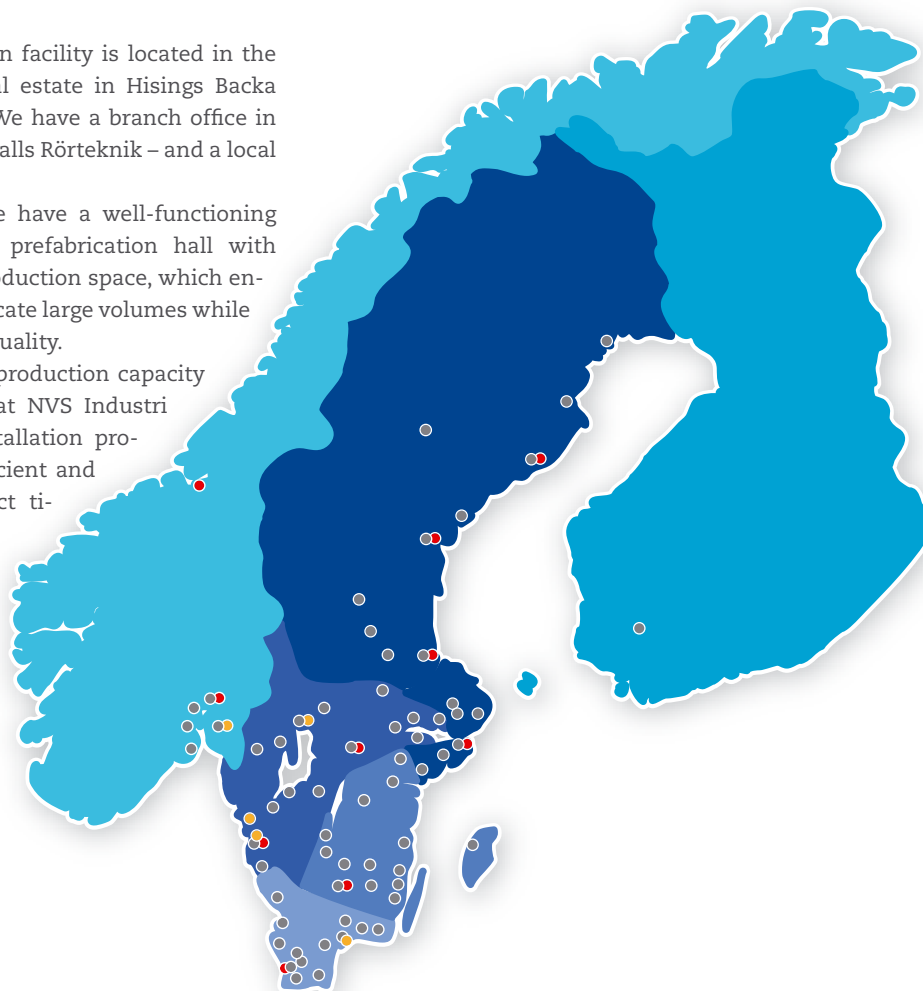 n facility is located in the
l estate in Hisings Backa
We have a branch office in
alls Rörteknik – and a local
e have a well-functioning
prefabrication hall with
oduction space, which en-
cate large volumes while
uality.
production capacity
at NVS Industri
tallation pro-
cient and
ct ti-